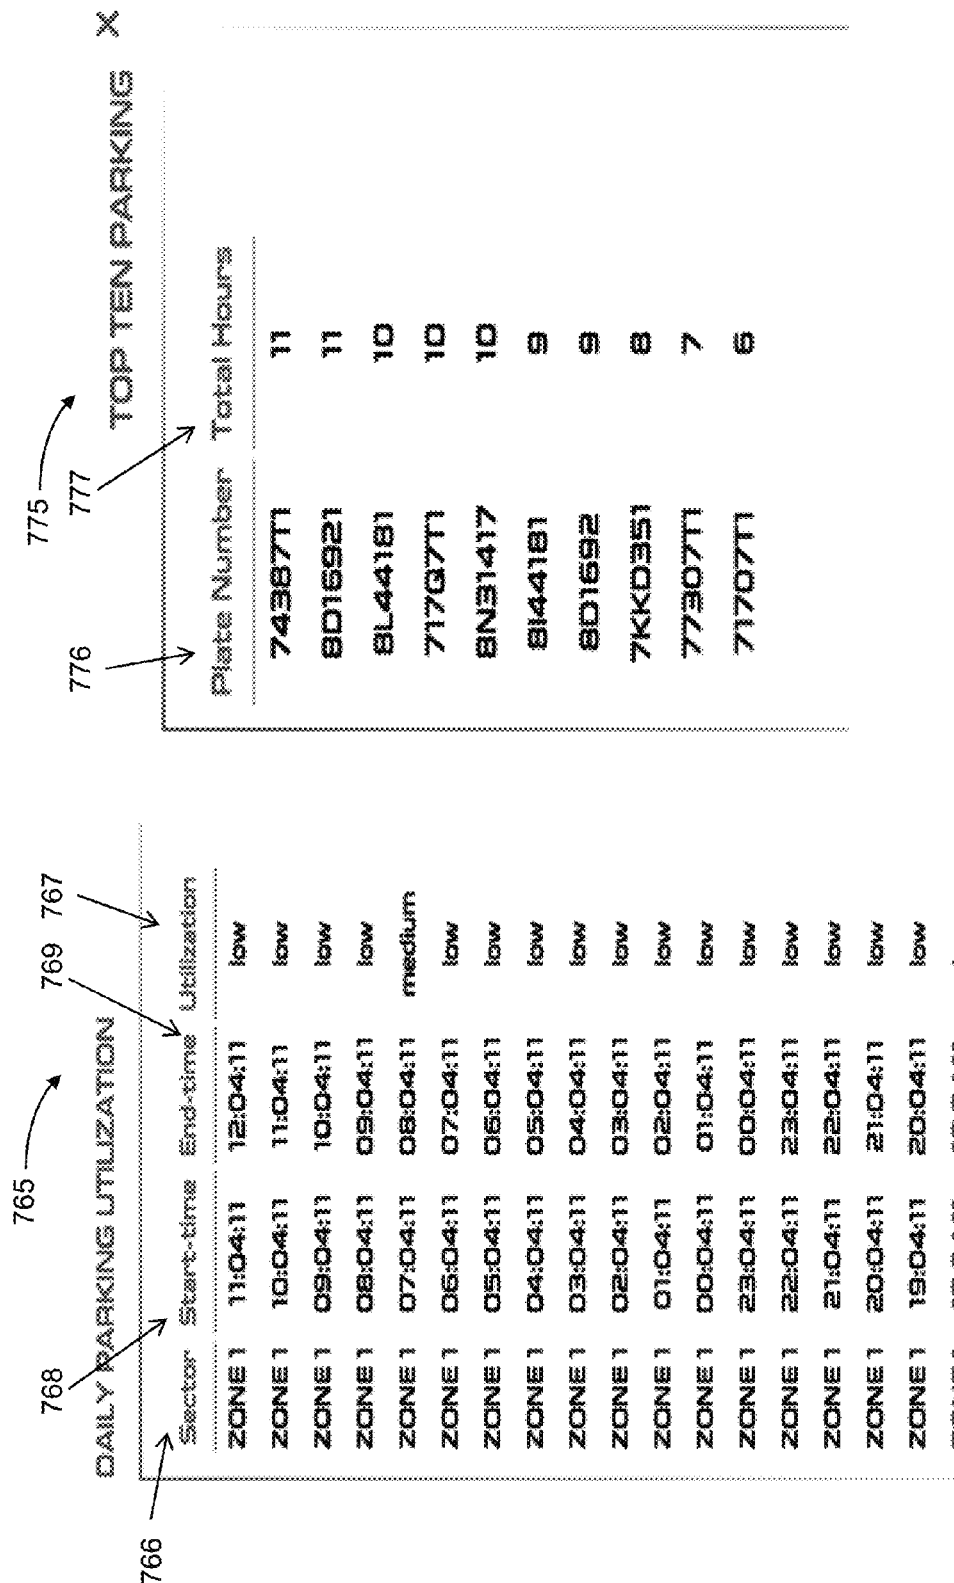 765
DAILY PARKING UTILIZATION
766
768
769
767
Sector Start-time End-time Utilization
ZONE 1 11:04:11 12:04:11 low
ZONE 1 10:04:11 11:04:11 low
ZONE 1 09:04:11 10:04:11 low
ZONE 1 08:04:11 09:04:11 low
ZONE 1 07:04:11 08:04:11 medium
ZONE 1 06:04:11 07:04:11 low
ZONE 1 05:04:11 06:04:11 low
ZONE 1 04:04:11 05:04:11 low
ZONE 1 03:04:11 04:04:11 low
ZONE 1 02:04:11 03:04:11 low
ZONE 1 01:04:11 02:04:11 low
ZONE 1 00:04:11 01:04:11 low
ZONE 1 23:04:11 00:04:11 low
ZONE 1 22:04:11 23:04:11 low
ZONE 1 21:04:11 22:04:11 low
ZONE 1 20:04:11 21:04:11 low
ZONE 1 19:04:11 20:04:11 low
775
TOP TEN PARKING X
776
777
Plate Number Total Hours
74387T1 11
8D16921 11
8L44181 10
717Q7T1 10
8N31417 10
8I44181 9
8D1692 9
7KKD351 8
77307T1 7
71707T1 6